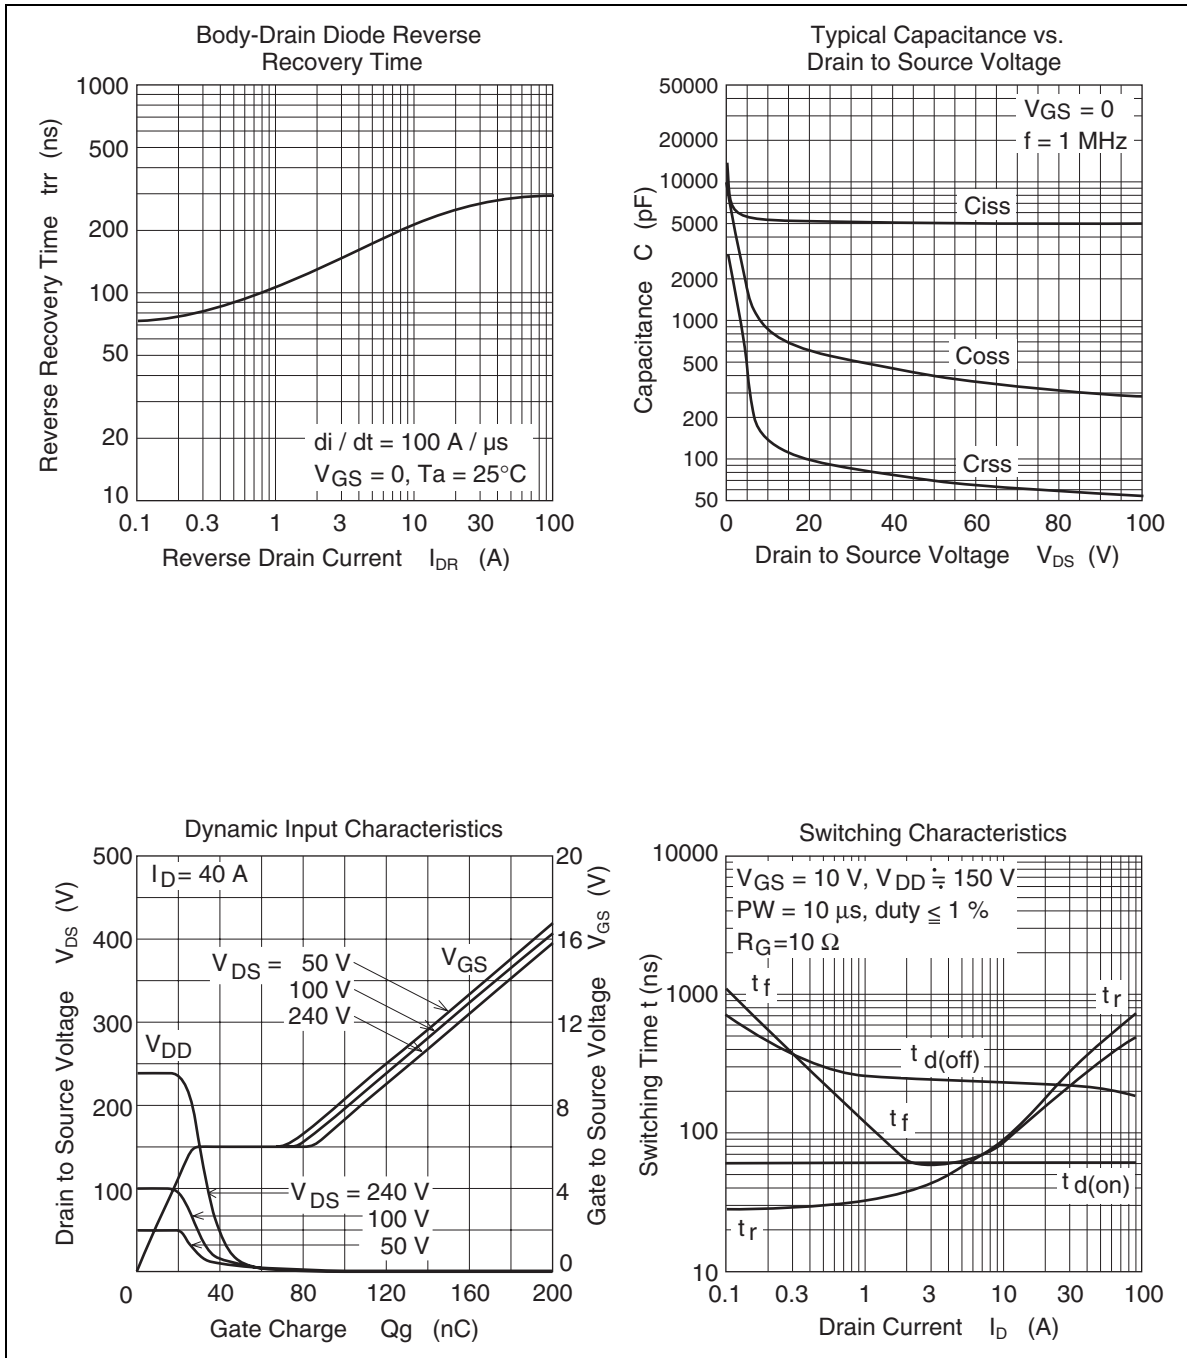 Body-Drain Diode Reverse
Recovery Time
1000
500
200
100
50
20
10
Reverse Recovery Time trr (ns)
di / dt = 100 A / µs
VGS = 0, Ta = 25°C
0.1 0.3 1 3 10 30 100
Reverse Drain Current IDR (A)
Typical Capacitance vs.
Drain to Source Voltage
50000
20000
10000
5000
2000
1000
500
200
100
50
Capacitance C (pF)
VGS = 0
f = 1 MHz
Ciss
Coss
Crss
0 20 40 60 80 100
Drain to Source Voltage VDS (V)
Dynamic Input Characteristics
500
400
300
200
100
0
Drain to Source Voltage VDS (V)
ID = 40 A
VDS = 50 V
100 V
240 V
VGS
VDD
VDS = 240 V
100 V
50 V
20
16
12
8
4
0
Gate to Source Voltage VGS (V)
40 80 120 160 200
Gate Charge Qg (nC)
Switching Characteristics
10000
1000
100
10
Switching Time t (ns)
VGS = 10 V, VDD ≒ 150 V
PW = 10 µs, duty ≦ 1 %
RG=10 Ω
tf
tr
td(off)
tf
td(on)
tr
0.1 0.3 1 3 10 30 100
Drain Current ID (A)